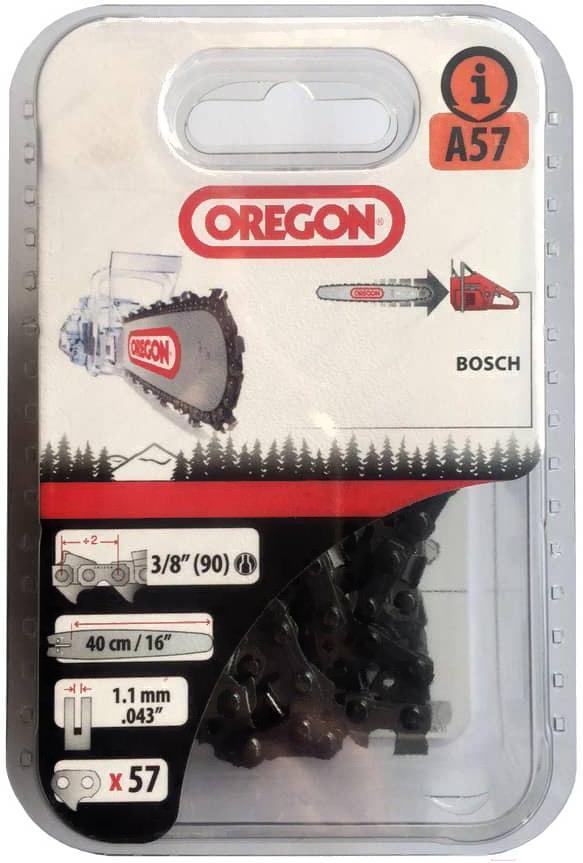 i
A57
OREGON®
OREGON
OREGON
BOSCH
÷2
3/8” (90)
40 cm / 16”
1.1 mm
.043”
x 57